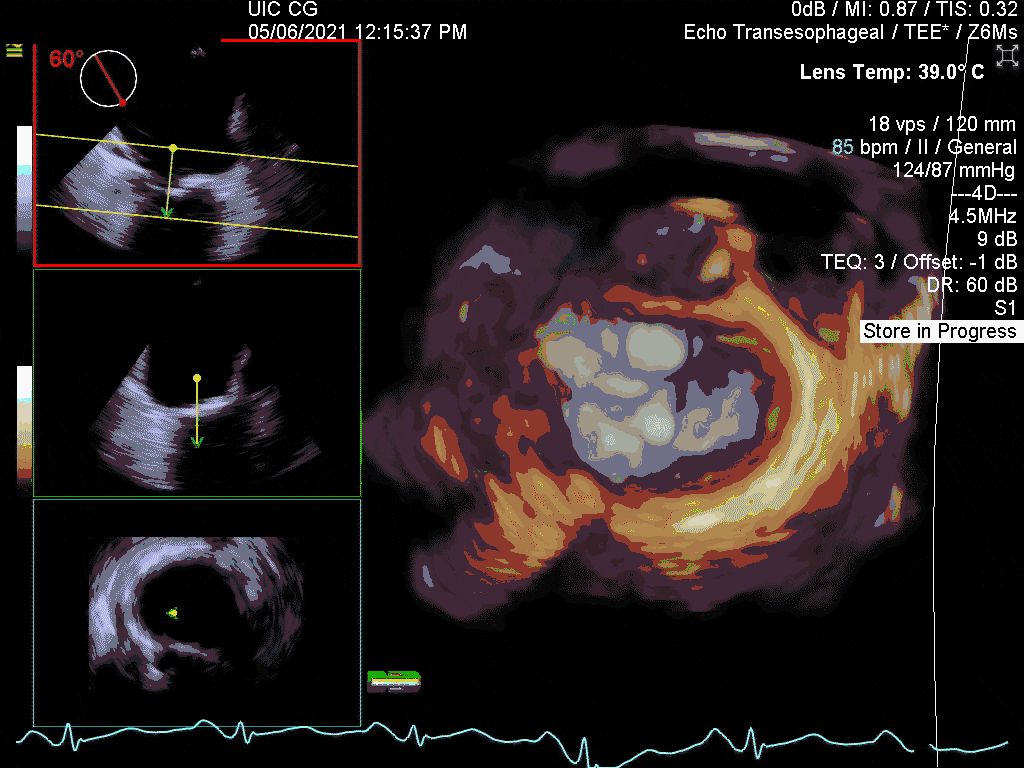 UIC CG
05/06/2021 12:15:37 PM
0dB / MI: 0.87 / TIS: 0.32
Echo Transesophageal / TEE* / Z6Ms
Lens Temp: 39.0° C
60°
18 vps / 120 mm
85 bpm / II / General
124/87 mmHg
---4D---
4.5MHz
9 dB
TEQ: 3 / Offset: -1 dB
DR: 60 dB
S1
Store in Progress